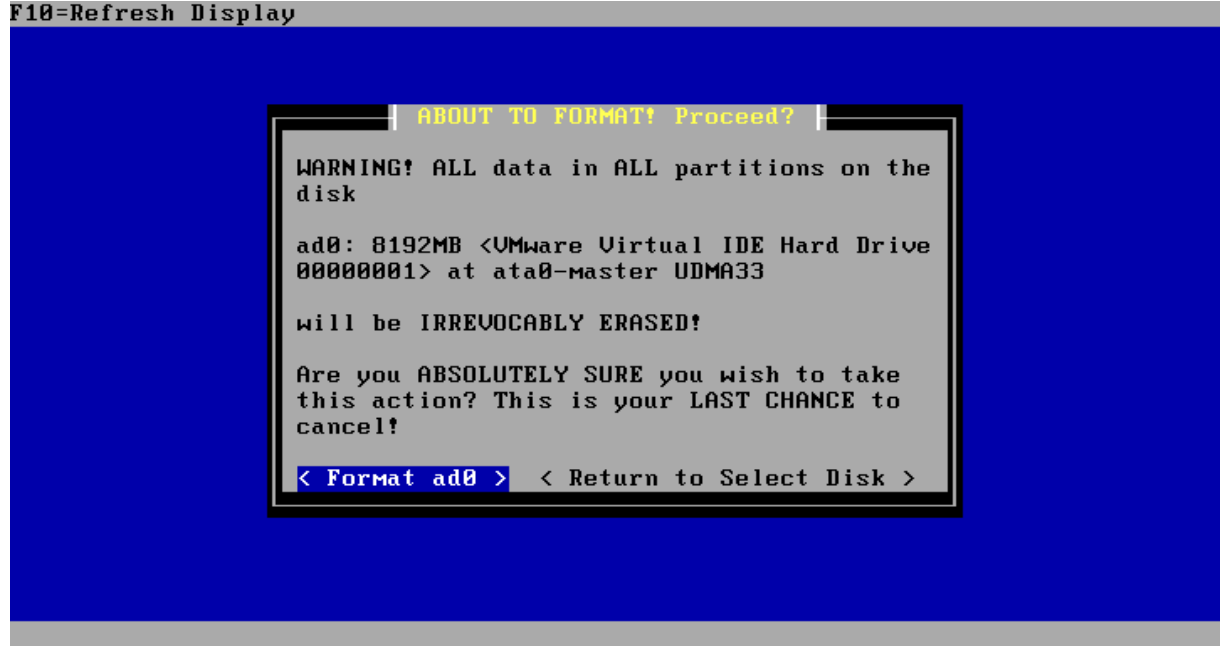 F10=Refresh Display
ABOUT TO FORMAT! Proceed?
WARNING! ALL data in ALL partitions on the
disk
ad0: 8192MB <VMware Virtual IDE Hard Drive
00000001> at ata0-master UDMA33
will be IRREVOCABLY ERASED!
Are you ABSOLUTELY SURE you wish to take
this action? This is your LAST CHANCE to
cancel!
< Format ad0 > < Return to Select Disk >